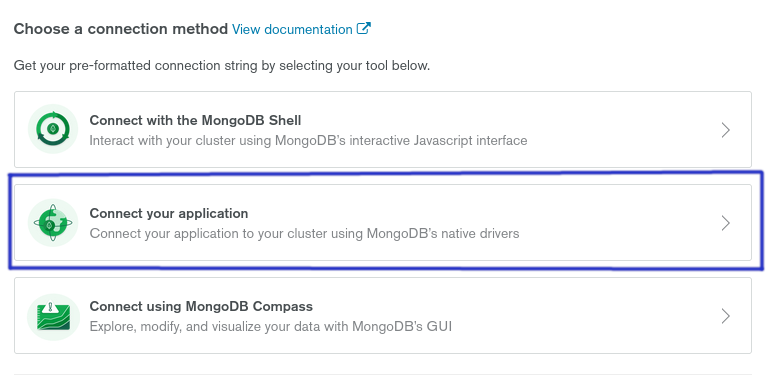 Choose a connection method View documentation
Get your pre-formatted connection string by selecting your tool below.
Connect with the MongoDB Shell
Interact with your cluster using MongoDB's interactive Javascript interface
Connect your application
Connect your application to your cluster using MongoDB's native drivers
Connect using MongoDB Compass
Explore, modify, and visualize your data with MongoDB's GUI